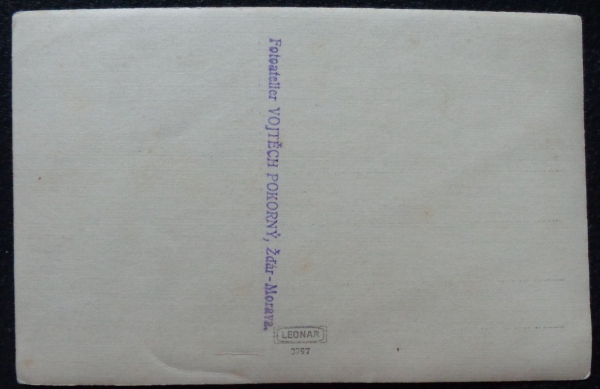 Fotoatelier VOJTĚCH POKORNÝ, Žďár-Morava.
LEONAR